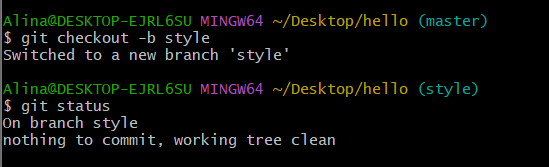 Alina@DESKTOP-EJRL6SU MINGW64 ~/Desktop/hello (master)
$ git checkout -b style
Switched to a new branch 'style'
Alina@DESKTOP-EJRL6SU MINGW64 ~/Desktop/hello (style)
$ git status
On branch style
nothing to commit, working tree clean